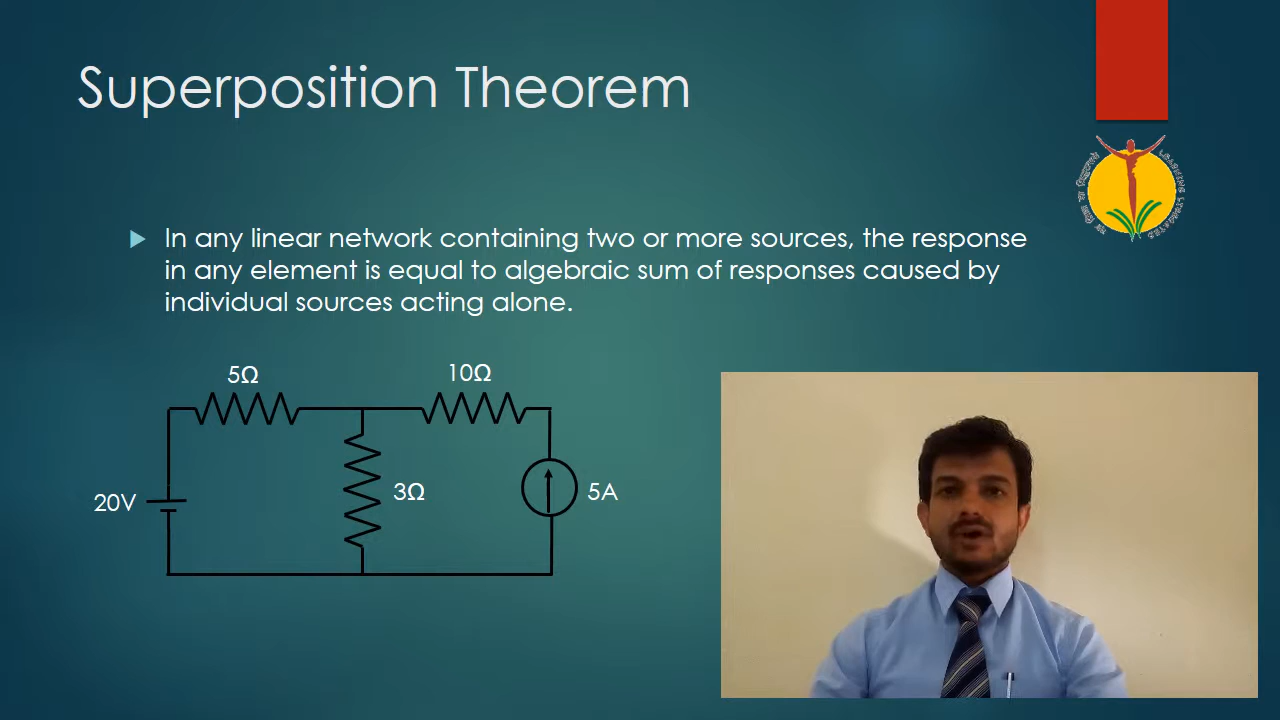 Superposition Theorem
In any linear network containing two or more sources, the response
in any element is equal to algebraic sum of responses caused by
individual sources acting alone.
5Ω
10Ω
20V
3Ω
5A